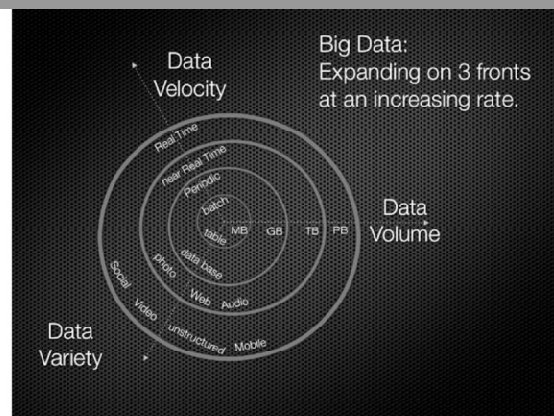 Big Data:
Expanding on 3 fronts
at an increasing rate.
Data
Velocity
Real Time
near Real Time
Periodic
batch
table
MB
GB
TB
PB
Data
Volume
data base
photo
Web
Audio
Social
video
unstructured
Mobile
Data
Variety